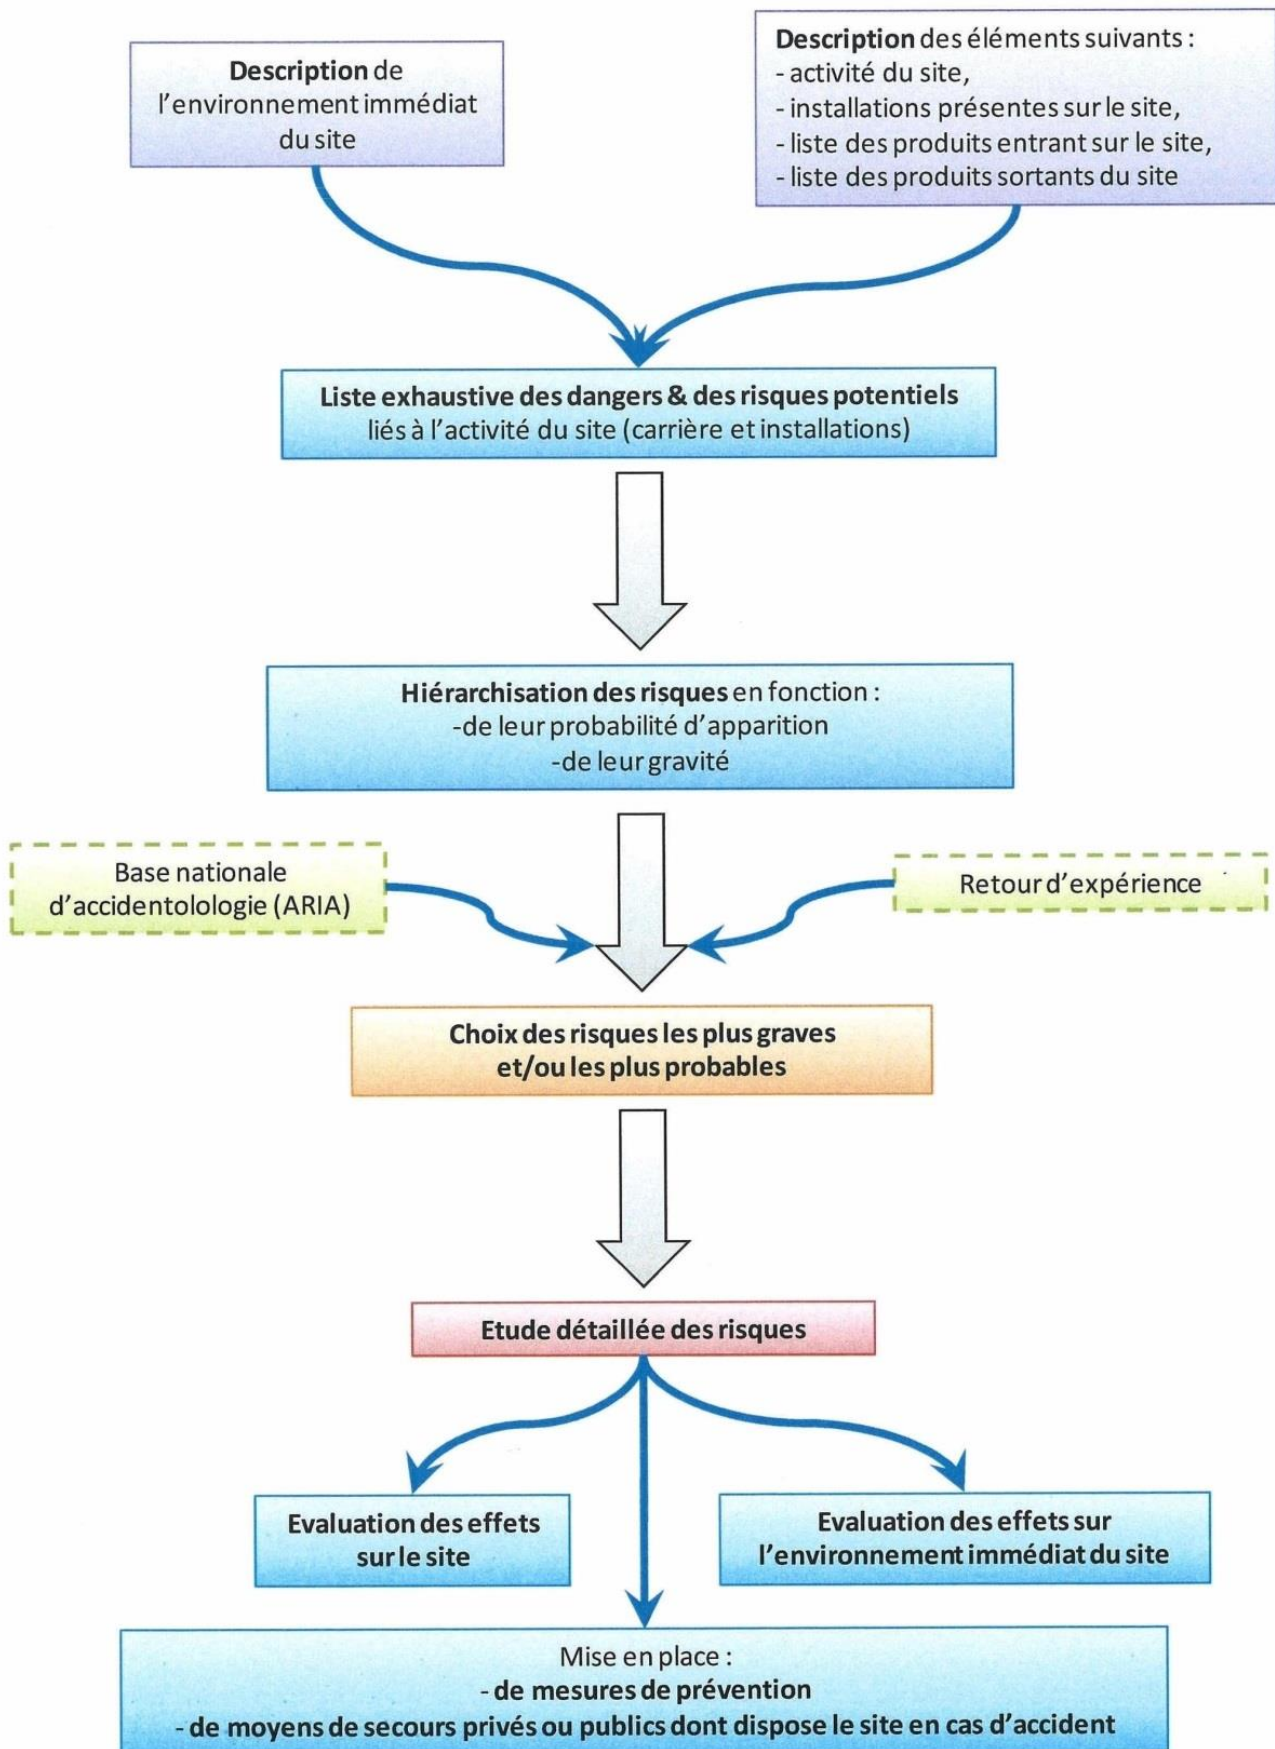 Description de
l'environnement immédiat
du site
Description des éléments suivants :
- activité du site,
- installations présentes sur le site,
- liste des produits entrant sur le site,
- liste des produits sortants du site
Liste exhaustive des dangers & des risques potentiels
liés à l'activité du site (carrière et installations)
Hiérarchisation des risques en fonction :
-de leur probabilité d'apparition
-de leur gravité
Base nationale
d'accidentolologie (ARIA)
Retour d'expérience
Choix des risques les plus graves
et/ou les plus probables
Etude détaillée des risques
Evaluation des effets
sur le site
Evaluation des effets sur
l'environnement immédiat du site
Mise en place :
- de mesures de prévention
- de moyens de secours privés ou publics dont dispose le site en cas d'accident